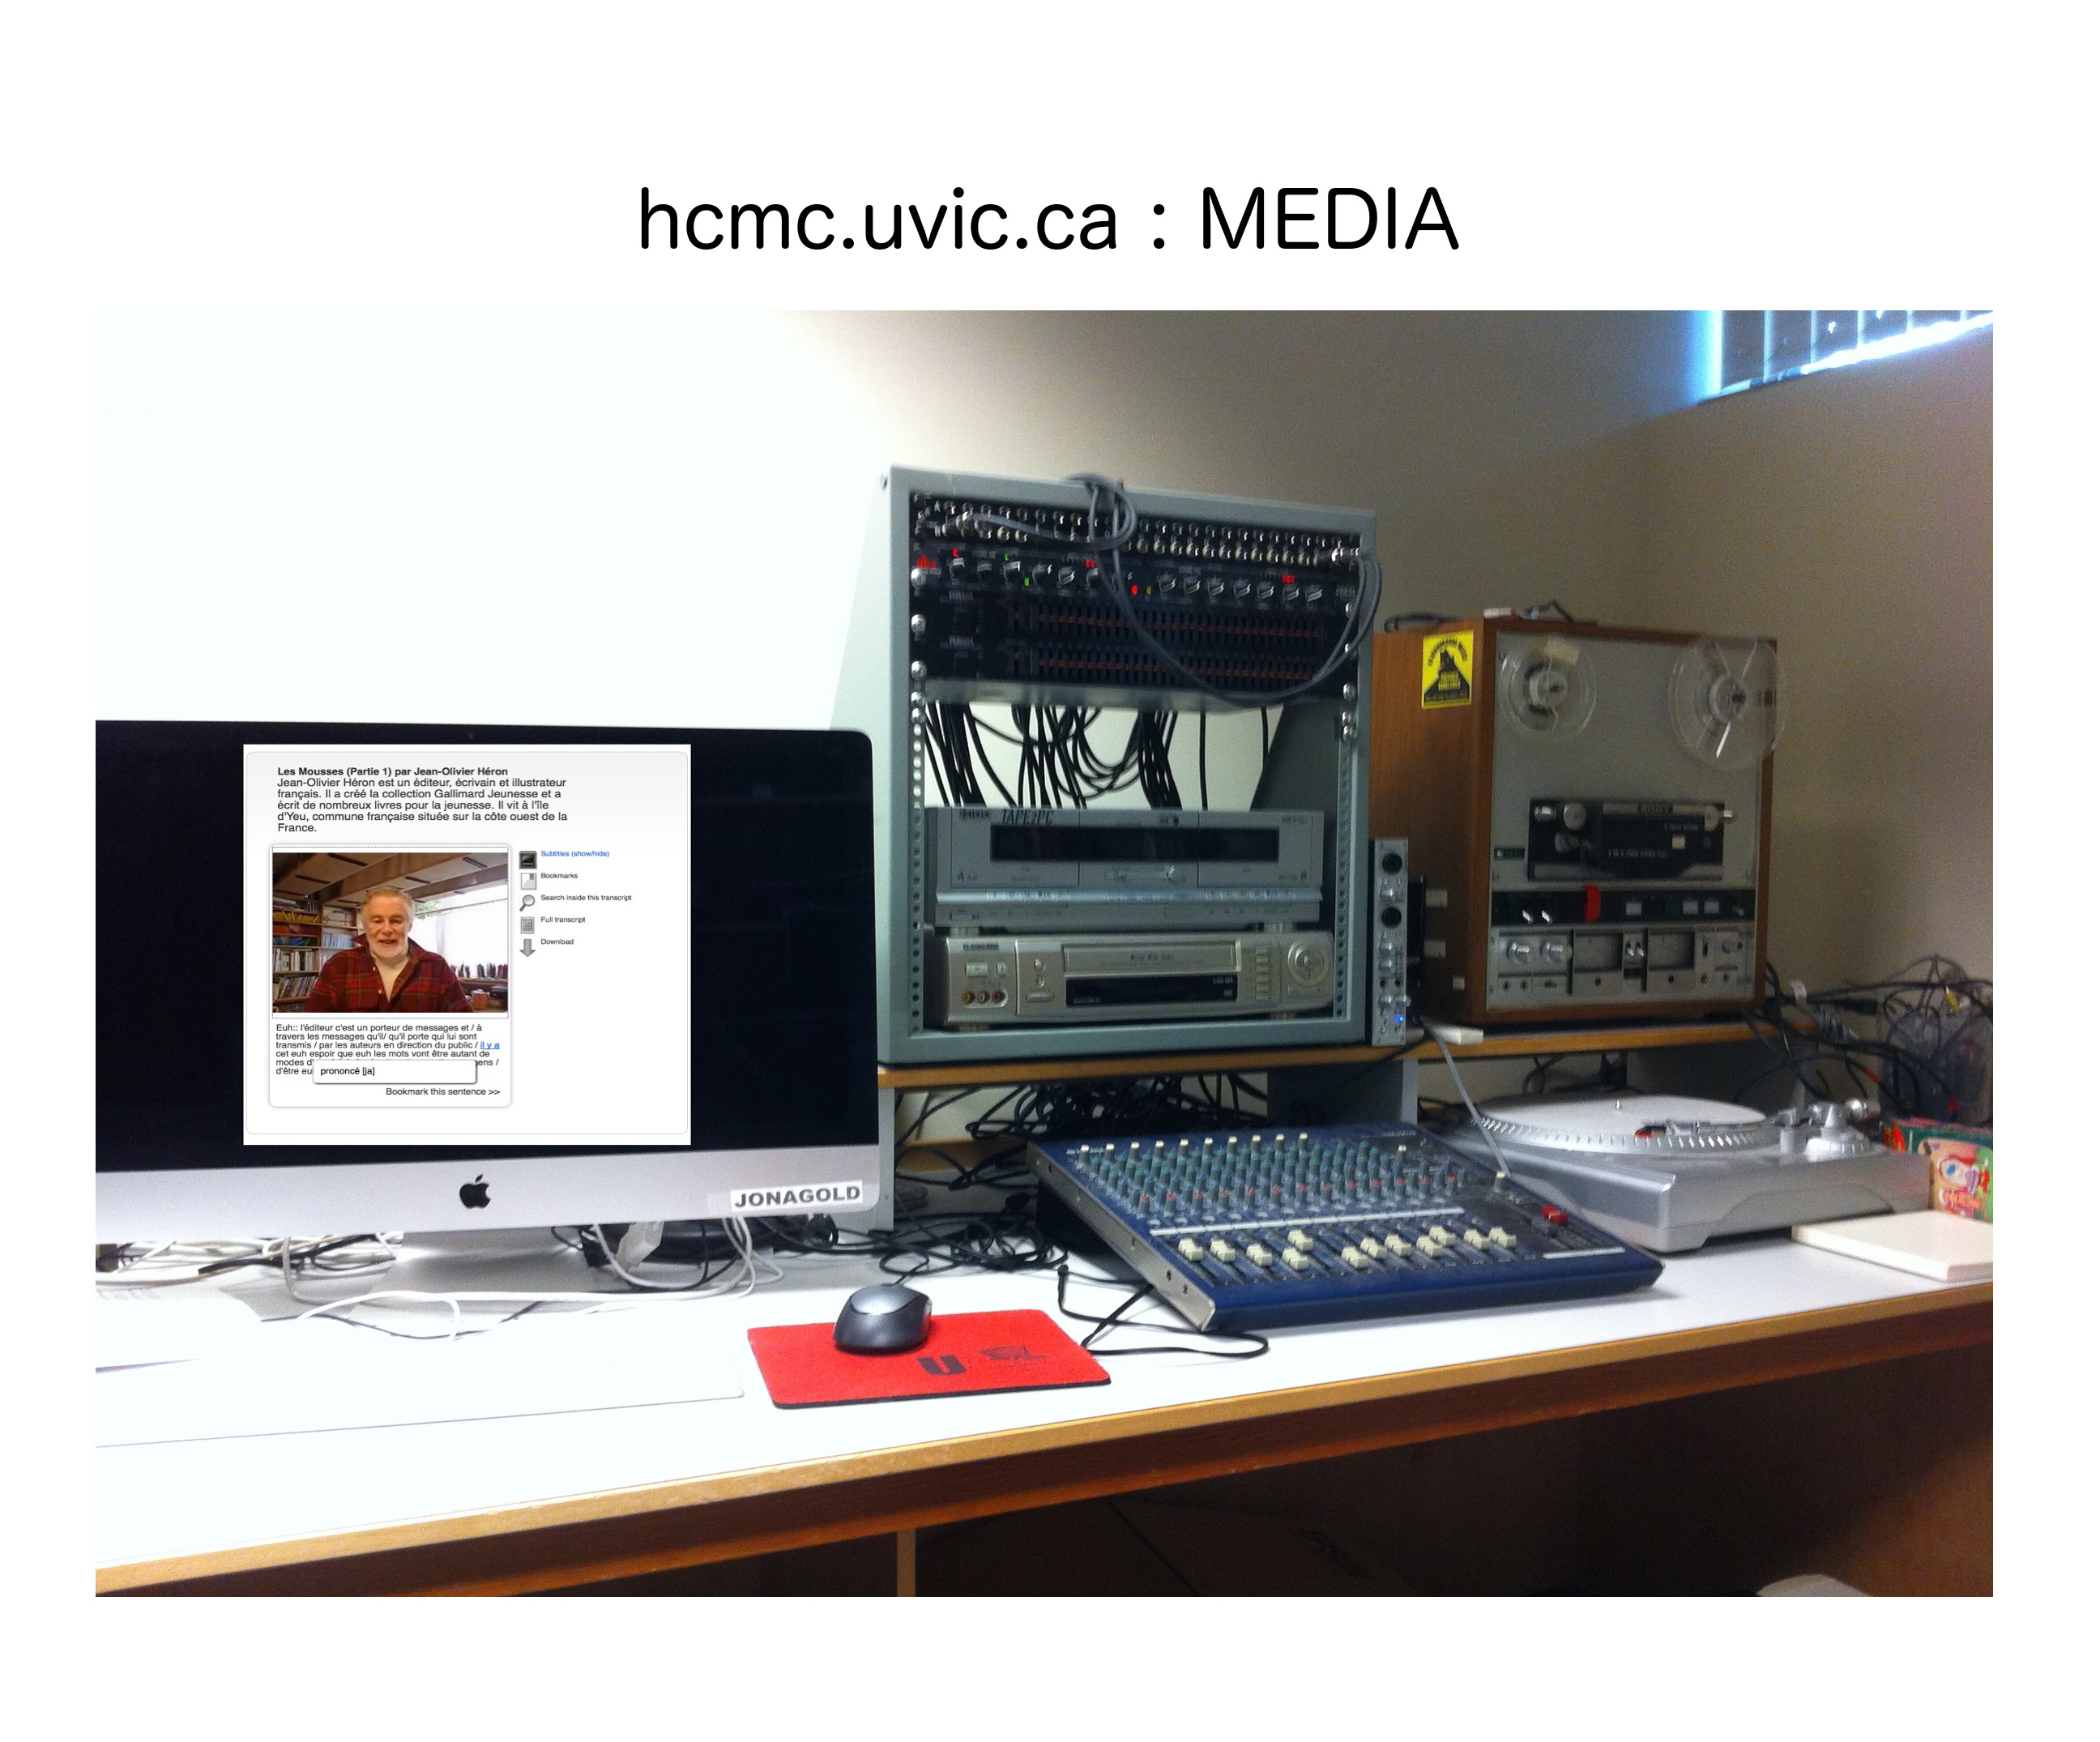 hcmc.uvic.ca : MEDIA
Les Mousses (Partie 1) par Jean-Olivier Héron
Jean-Olivier Héron est un éditeur, écrivain et illustrateur
français. Il a créé la collection Gallimard Jeunesse et a
écrit de nombreux livres pour la jeunesse. Il vit à l'île
d'Yeu, commune française située sur la côte ouest de la
France.
Subtitles (show/hide)
Bookmarks
Search inside this transcript
Full transcript
Download
Euh:: l'éditeur c'est un porteur de messages et / à
travers les messages qu'il/ qu'il porte qui lui sont
transmis / par les auteurs en direction du public / il y a
cet euh espoir que euh les mots vont être autant de
modes
d'être
prononcé [ja]
Bookmark this sentence >>
JONAGOLD
TAPE2PC
SONY
U